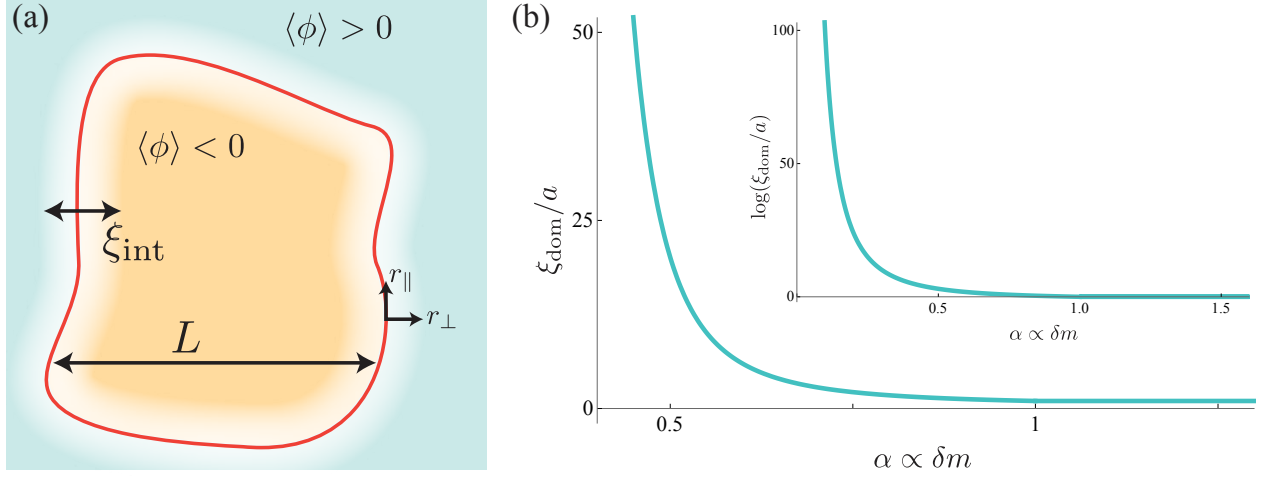 (a)
⟨ϕ⟩ > 0
⟨ϕ⟩ < 0
ξint
r∥
r⊥
L
(b)
50
25
0
ξdom/a
0.5
1
α ∝ δm
100
50
0
log(ξdom/a)
0.5
1.0
1.5
α ∝ δm